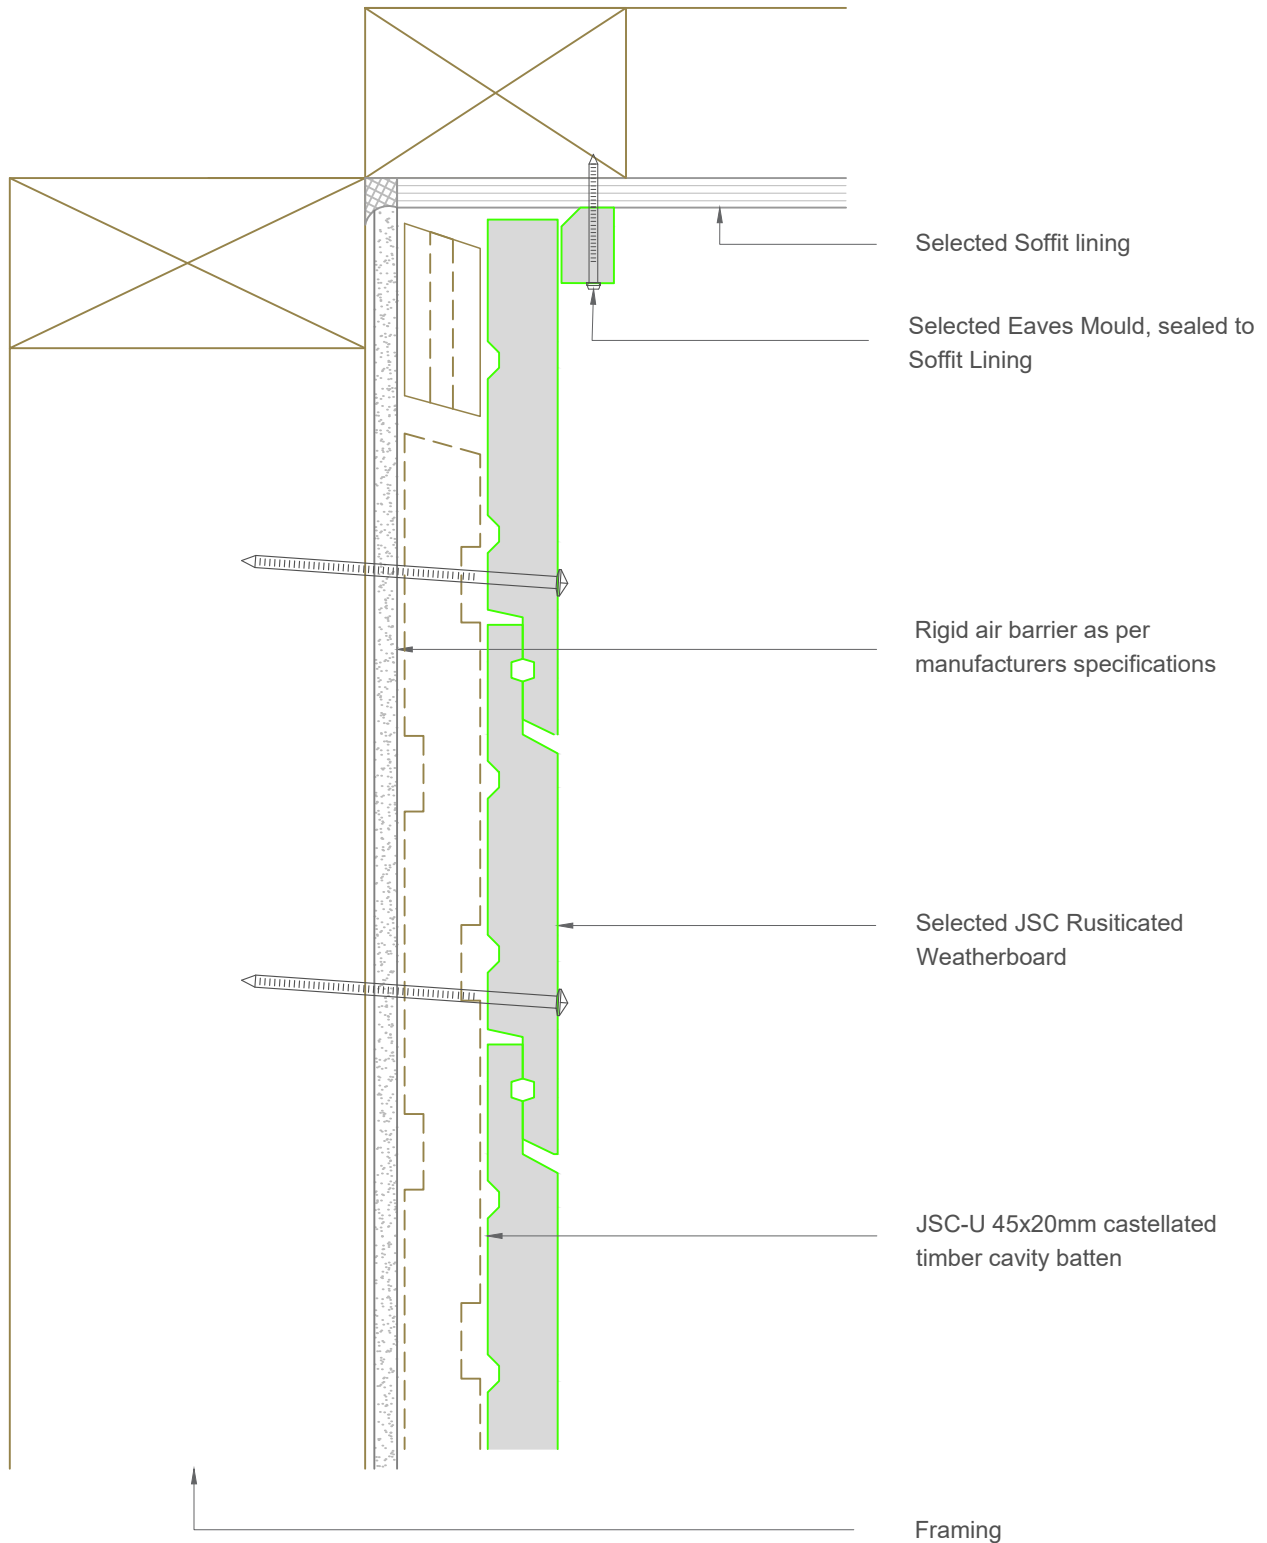 Selected Soffit lining
Selected Eaves Mould, sealed to
Soffit Lining
Rigid air barrier as per
manufacturers specifications
Selected JSC Rusiticated
Weatherboard
JSC-U 45x20mm castellated
timber cavity batten
Framing